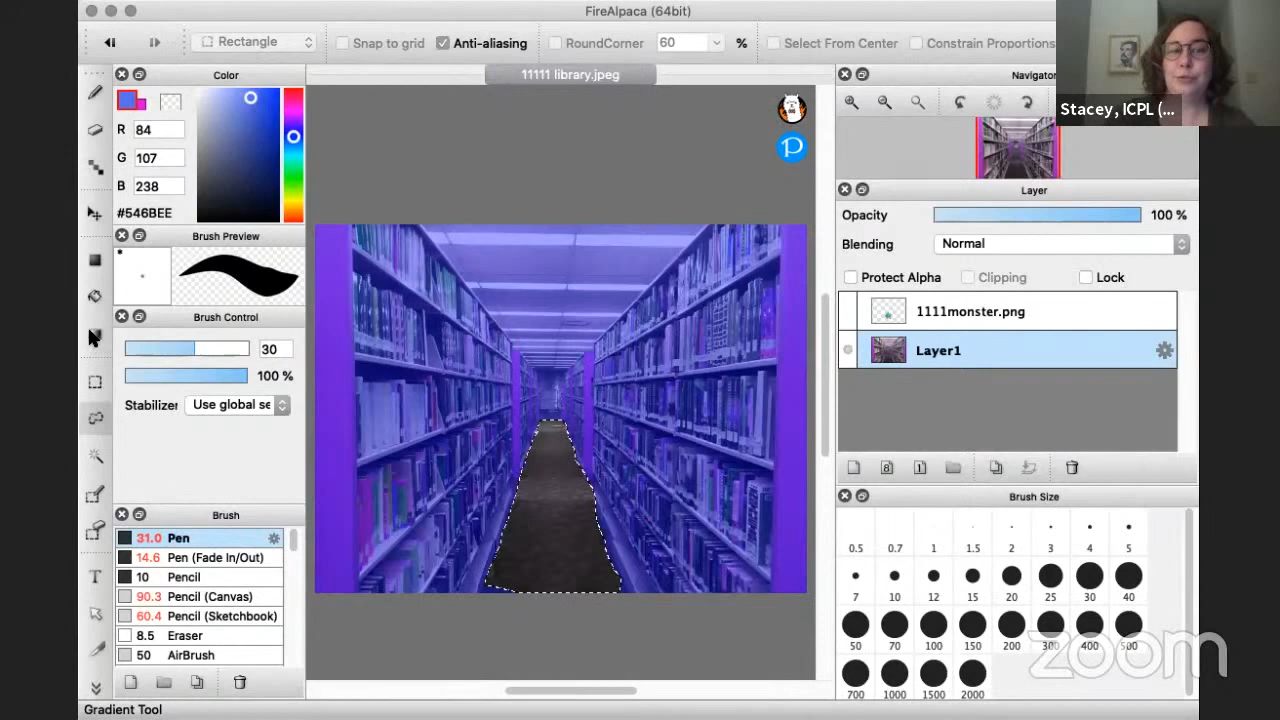 FireAlpaca (64bit)
Rectangle
Snap to grid
Anti-aliasing
RoundCorner
60
%
Select From Center
Constrain Proportions
Color
11111 library.jpeg
Navigator
Stacey, ICPL (...
R 84
G 107
B 238
#546BEE
Brush Preview
Brush Control
30
100 %
Stabilizer
Use global se
Layer
Opacity
100 %
Blending
Normal
Protect Alpha
Clipping
Lock
1111monster.png
Layer1
8
1
Brush
31.0 Pen
14.6 Pen (Fade In/Out)
10 Pencil
90.3 Pencil (Canvas)
60.4 Pencil (Sketchbook)
8.5 Eraser
50 AirBrush
Brush Size
0.5 0.7 1 1.5 2 3 4 5
7 10 12 15 20 25 30 40
50 70 100 150 200 300 400 500
700 1000 1500 2000
zoom
Gradient Tool